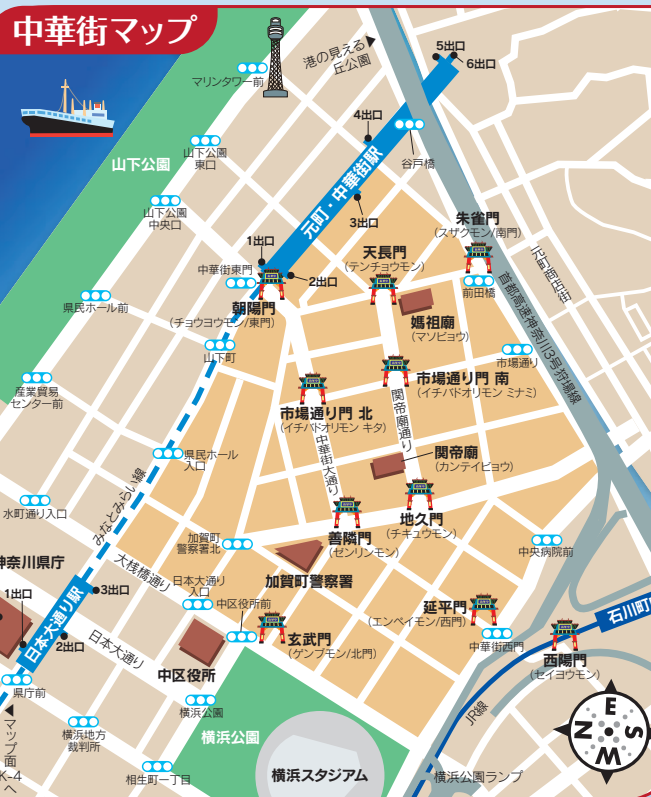 中華街マップ
港の見える
丘公園
5出口
6出口
マリンタワー前
4出口
谷戸橋
山下公園
山下公園
東口
元町・中華街駅
3出口
山下公園
中央口
朱雀門
(スザクモン/南門)
天長門
(テンチョウモン)
1出口
2出口
中華街東門
朝陽門
(チョウヨウモン/東門)
前田橋
元町商店街
首都高速神奈川3号狩場線
県民ホール前
媽祖廟
(マソビョウ)
山下町
市場通り
産業貿易
センター前
市場通り門 北
(イチバドオリモン キタ)
市場通り門 南
(イチバドオリモン ミナミ)
関帝廟通り
中華街大通り
県民ホール
入口
関帝廟
(カンテイビョウ)
みなとみらい線
水町通り入口
善隣門
(ゼンリンモン)
地久門
(チキュウモン)
加賀町
警察署北
中央病院前
神奈川県庁
大桟橋通り
加賀町警察署
日本大通り
入口
1出口
3出口
日本大通り駅
2出口
日本大通り
中区役所前
延平門
(エンペイモン/西門)
石川町
玄武門
(ゲンブモン/北門)
中華街西門
西陽門
(セイヨウモン)
中区役所
県庁前
横浜公園
JR線
マップ面
K-4
へ
横浜地方
裁判所
横浜公園
相生町一丁目
横浜スタジアム
横浜公園ランプ
E
N
S
W